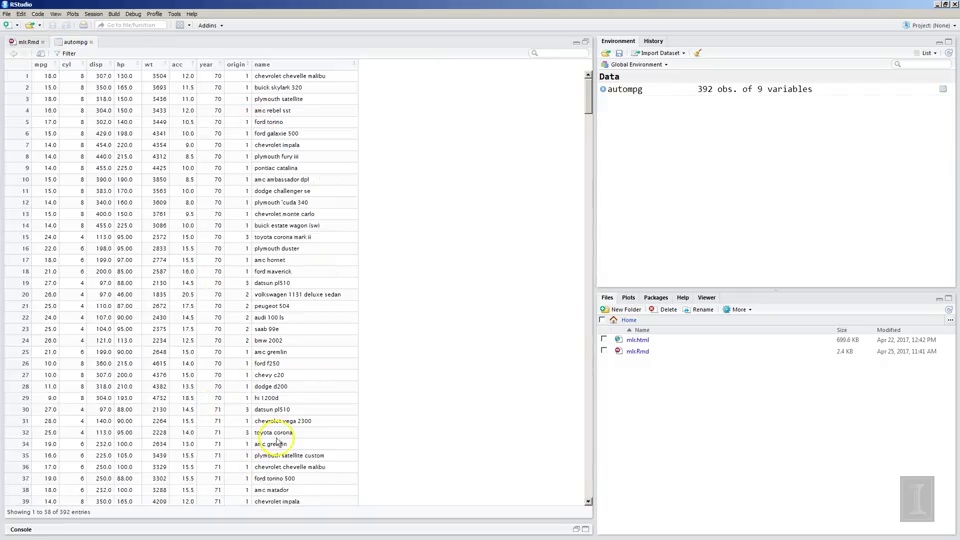 RStudio
File Edit Code View Plots Session Build Debug Profile Tools Help
Go to file/function Addins
Project: (None)
mlr.Rmd autompg
Filter
mpg cyl disp hp wt acc year origin name
1 18.0 8 307.0 130.0 3504 12.0 70 1 chevrolet chevelle malibu
2 15.0 8 350.0 165.0 3693 11.5 70 1 buick skylark 320
3 18.0 8 318.0 150.0 3436 11.0 70 1 plymouth satellite
4 16.0 8 304.0 150.0 3433 12.0 70 1 amc rebel sst
5 17.0 8 302.0 140.0 3449 10.5 70 1 ford torino
6 15.0 8 429.0 198.0 4341 10.0 70 1 ford galaxie 500
7 14.0 8 454.0 220.0 4354 9.0 70 1 chevrolet impala
8 14.0 8 440.0 215.0 4312 8.5 70 1 plymouth fury iii
9 14.0 8 455.0 225.0 4425 10.0 70 1 pontiac catalina
10 15.0 8 390.0 190.0 3850 8.5 70 1 amc ambassador dpl
11 15.0 8 383.0 170.0 3563 10.0 70 1 dodge challenger se
12 14.0 8 340.0 160.0 3609 8.0 70 1 plymouth 'cuda 340
13 15.0 8 400.0 150.0 3761 9.5 70 1 chevrolet monte carlo
14 14.0 8 455.0 225.0 3086 10.0 70 1 buick estate wagon (sw)
15 24.0 4 113.0 95.00 2372 15.0 70 3 toyota corona mark ii
16 22.0 6 198.0 95.00 2833 15.5 70 1 plymouth duster
17 18.0 6 199.0 97.00 2774 15.5 70 1 amc hornet
18 21.0 6 200.0 85.00 2587 16.0 70 1 ford maverick
19 27.0 4 97.0 88.00 2130 14.5 70 3 datsun pl510
20 26.0 4 97.0 46.00 1835 20.5 70 2 volkswagen 1131 deluxe sedan
21 25.0 4 110.0 87.00 2672 17.5 70 2 peugeot 504
22 24.0 4 107.0 90.00 2430 14.5 70 2 audi 100 ls
23 25.0 4 104.0 95.00 2375 17.5 70 2 saab 99e
24 26.0 4 121.0 113.0 2234 12.5 70 2 bmw 2002
25 21.0 6 199.0 90.00 2648 15.0 70 1 amc gremlin
26 10.0 8 360.0 215.0 4615 14.0 70 1 ford f250
27 10.0 8 307.0 200.0 4376 15.0 70 1 chevy c20
28 11.0 8 318.0 210.0 4382 13.5 70 1 dodge d200
29 9.0 8 304.0 193.0 4732 18.5 70 1 hi 1200d
30 27.0 4 97.0 88.00 2130 14.5 71 3 datsun pl510
31 28.0 4 140.0 90.00 2264 15.5 71 1 chevrolet vega 2300
32 25.0 4 113.0 95.00 2228 14.0 71 3 toyota corona
34 19.0 6 232.0 100.0 2634 13.0 71 1 amc gremlin
35 16.0 6 225.0 105.0 3439 15.5 71 1 plymouth satellite custom
36 17.0 6 250.0 100.0 3329 15.5 71 1 chevrolet chevelle malibu
37 19.0 6 250.0 88.00 3302 15.5 71 1 ford torino 500
38 18.0 6 232.0 100.0 3288 15.5 71 1 amc matador
39 14.0 8 350.0 165.0 4209 12.0 71 1 chevrolet impala
Showing 1 to 38 of 392 entries
Console
Environment History
Import Dataset List
Global Environment
Data
autompg 392 obs. of 9 variables
Files Plots Packages Help Viewer
New Folder Delete Rename More
Home
Name Size Modified
mlr.html 699.6 KB Apr 22, 2017, 12:42 PM
mlr.Rmd 2.4 KB Apr 25, 2017, 11:41 AM
I